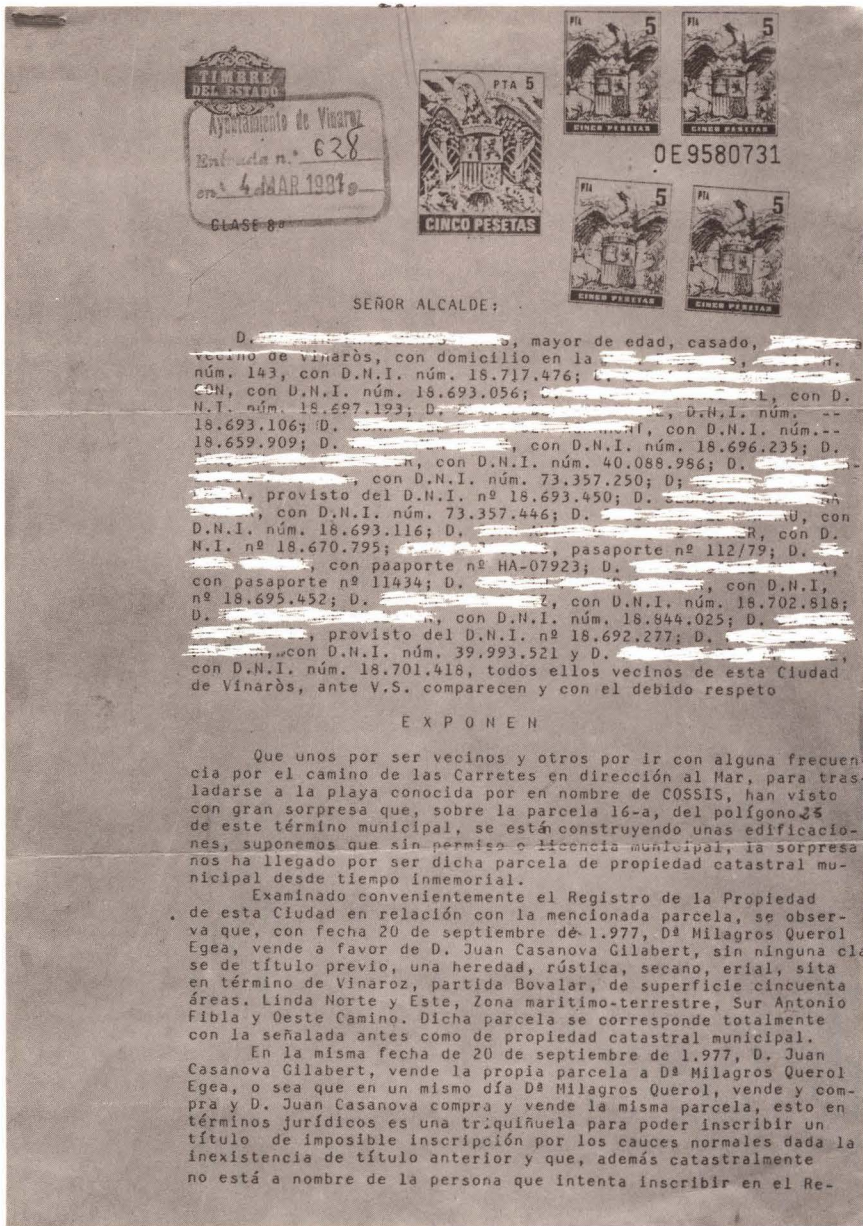 TIMBRE
DEL ESTADO
Ayuntamiento de Vinaroz
Entrada n.º 628
en 4 MAR 1981
CLASE 8ª
PTA 5
CINCO PESETAS
PTA 5
CINCO PESETAS
PTA 5
CINCO PESETAS
0E9580731
PTA 5
CINCO PESETAS
PTA 5
CINCO PESETAS
SEÑOR ALCALDE:
D. , mayor de edad, casado,
vecino de Vinaròs, con domicilio en la
núm. 143, con D.N.I. núm. 18.717.476;
CON, con D.N.I. núm. 18.693.056; L, con D.
N.I. núm. 18.697.193; D. , D.N.I. núm. --
18.693.106; D. , con D.N.I. núm.--
18.659.909; D. , con D.N.I. núm. 18.696.235; D.
, con D.N.I. núm. 40.088.986; D.
, con D.N.I. núm. 73.357.250; D;
, provisto del D.N.I. nº 18.693.450; D.
, con D.N.I. núm. 73.357.446; D. , con
D.N.I. núm. 18.693.116; D. R, con D.
N.I. nº 18.670.795; , pasaporte nº 112/79; D.
, con paaporte nº HA-07923; D.
con pasaporte nº 11434; D. , con D.N.I,
nº 18.695.452; D. Z, con D.N.I. núm. 18.702.818;
D. , con D.N.I. núm. 18.844.025; D.
, provisto del D.N.I. nº 18.692.277; D.
, con D.N.I. núm. 39.993.521 y D. ,
con D.N.I. núm. 18.701.418, todos ellos vecinos de esta Ciudad
de Vinaròs, ante V.S. comparecen y con el debido respeto
E X P O N E N
Que unos por ser vecinos y otros por ir con alguna frecuen
cia por el camino de las Carretes en dirección al Mar, para tras-
ladarse a la playa conocida por en nombre de COSSIS, han visto
con gran sorpresa que, sobre la parcela 16-a, del polígono 25
de este término municipal, se están construyendo unas edificacio-
nes, suponemos que sin permiso o licencia municipal, la sorpresa
nos ha llegado por ser dicha parcela de propiedad catastral mu-
nicipal desde tiempo inmemorial.
Examinado convenientemente el Registro de la Propiedad
de esta Ciudad en relación con la mencionada parcela, se obser-
va que, con fecha 20 de septiembre de 1.977, Dª Milagros Querol
Egea, vende a favor de D. Juan Casanova Gilabert, sin ninguna cla
se de título previo, una heredad, rústica, secano, erial, sita
en término de Vinaroz, partida Bovalar, de superficie cincuenta
áreas. Linda Norte y Este, Zona maritimo-terrestre, Sur Antonio
Fibla y Oeste Camino. Dicha parcela se corresponde totalmente
con la señalada antes como de propiedad catastral municipal.
En la misma fecha de 20 de septiembre de 1.977, D. Juan
Casanova Gilabert, vende la propia parcela a Dª Milagros Querol
Egea, o sea que en un mismo día Dª Milagros Querol, vende y com-
pra y D. Juan Casanova compra y vende la misma parcela, esto en
términos jurídicos es una triquiñuela para poder inscribir un
título de imposible inscripción por los cauces normales dada la
inexistencia de título anterior y que, además catastralmente
no está a nombre de la persona que intenta inscribir en el Re-